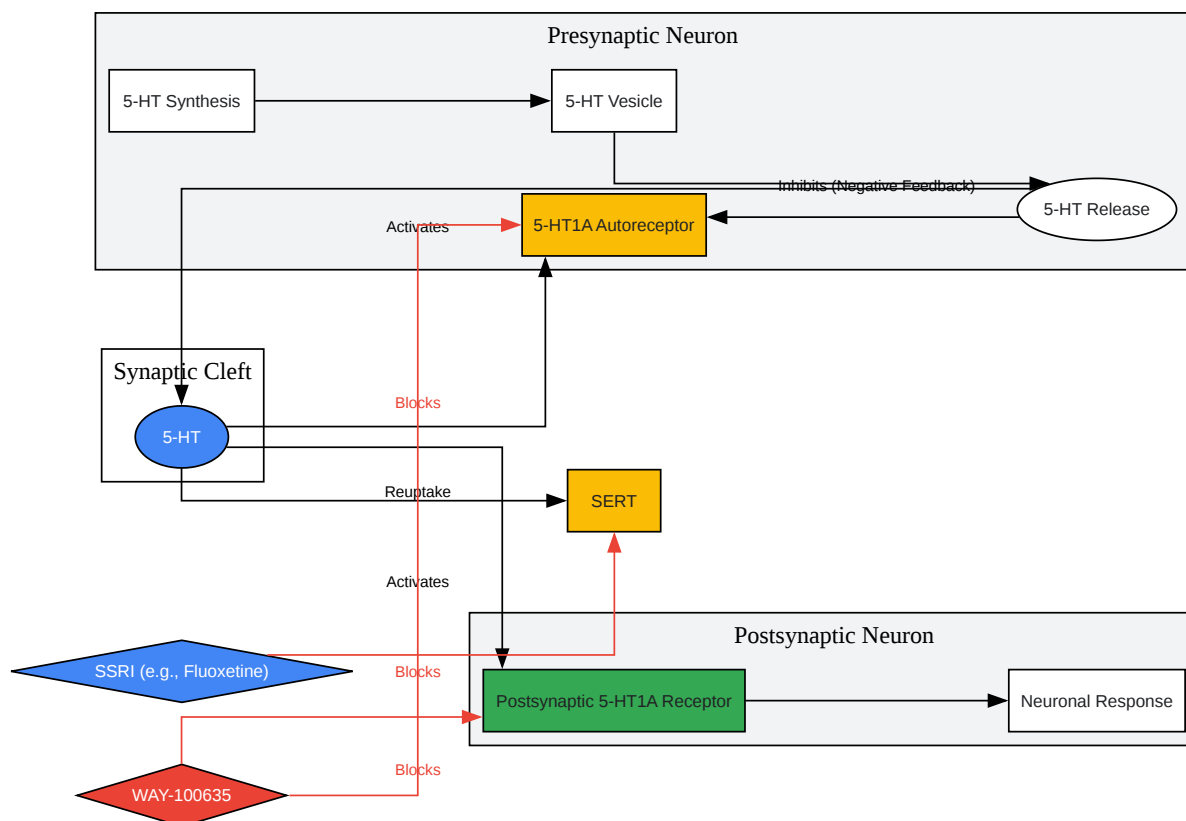 Presynaptic Neuron
5-HT Synthesis
5-HT Vesicle
Inhibits (Negative Feedback)
5-HT Release
Activates
5-HT1A Autoreceptor
Synaptic Cleft
Blocks
5-HT
Reuptake
SERT
Activates
Postsynaptic Neuron
SSRI (e.g., Fluoxetine)
Blocks
Postsynaptic 5-HT1A Receptor
Neuronal Response
Blocks
WAY-100635